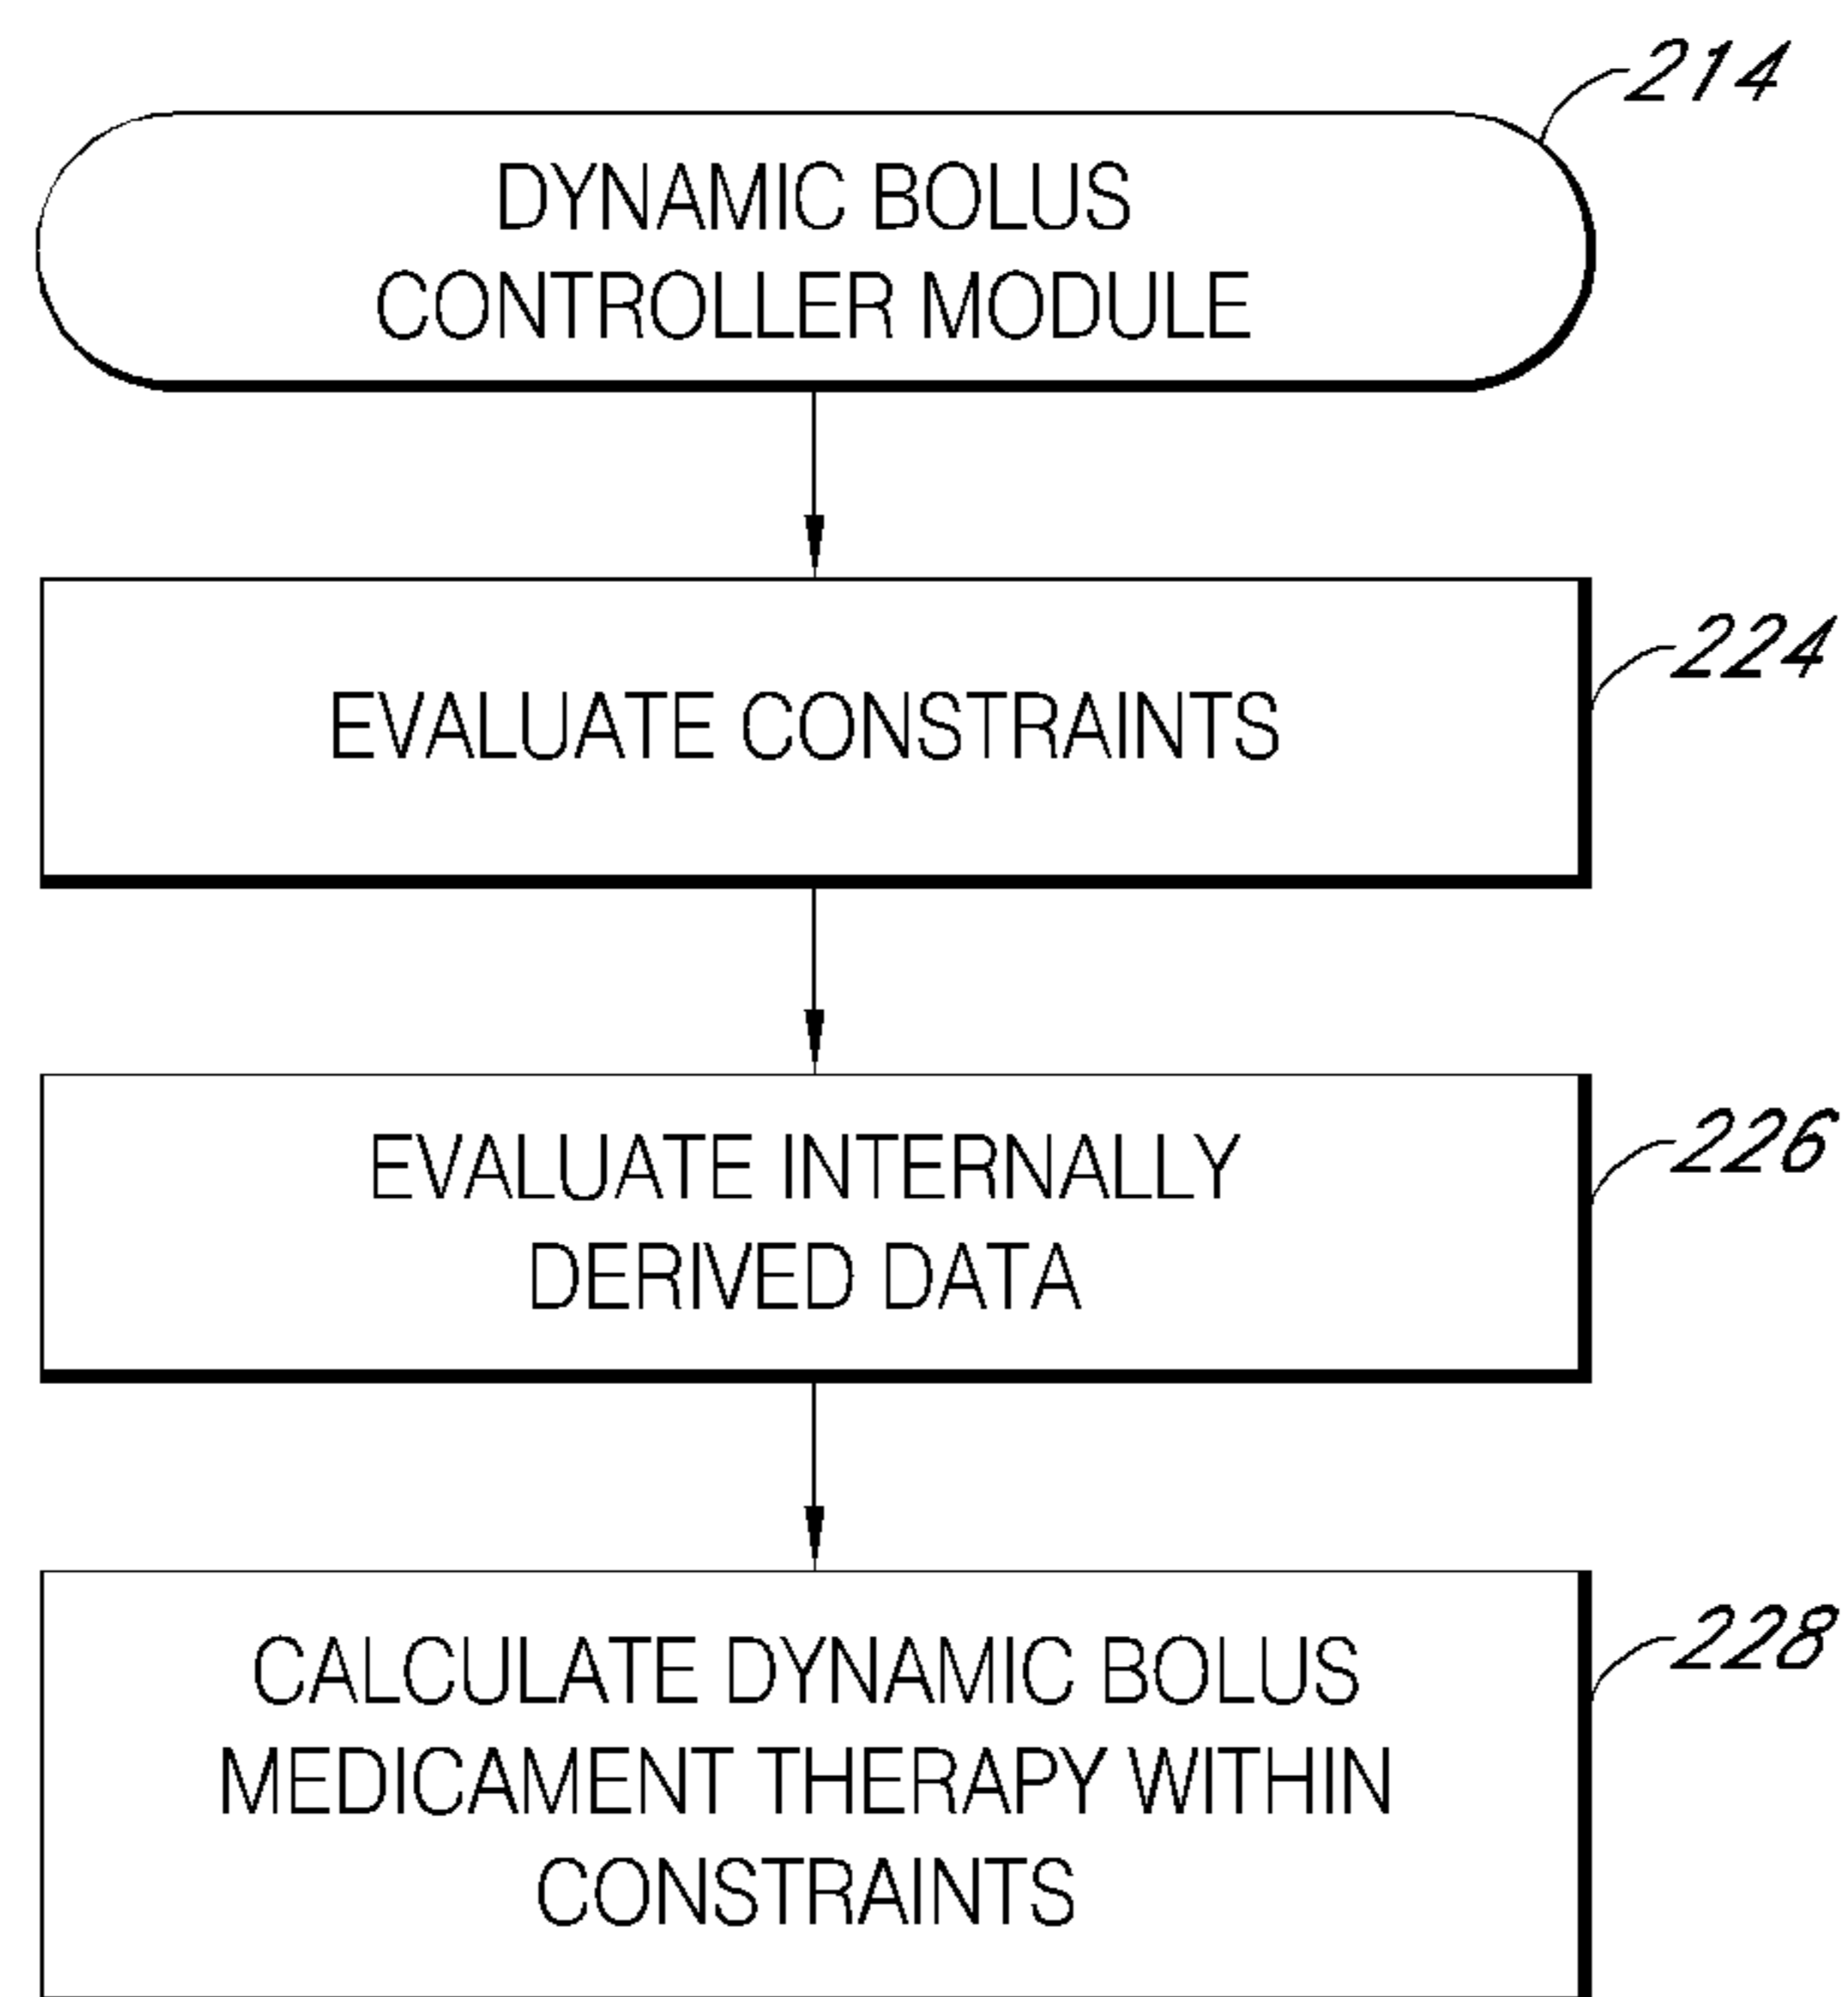 214
DYNAMIC BOLUS
CONTROLLER MODULE
224
EVALUATE CONSTRAINTS
226
EVALUATE INTERNALLY
DERIVED DATA
228
CALCULATE DYNAMIC BOLUS
MEDICAMENT THERAPY WITHIN
CONSTRAINTS